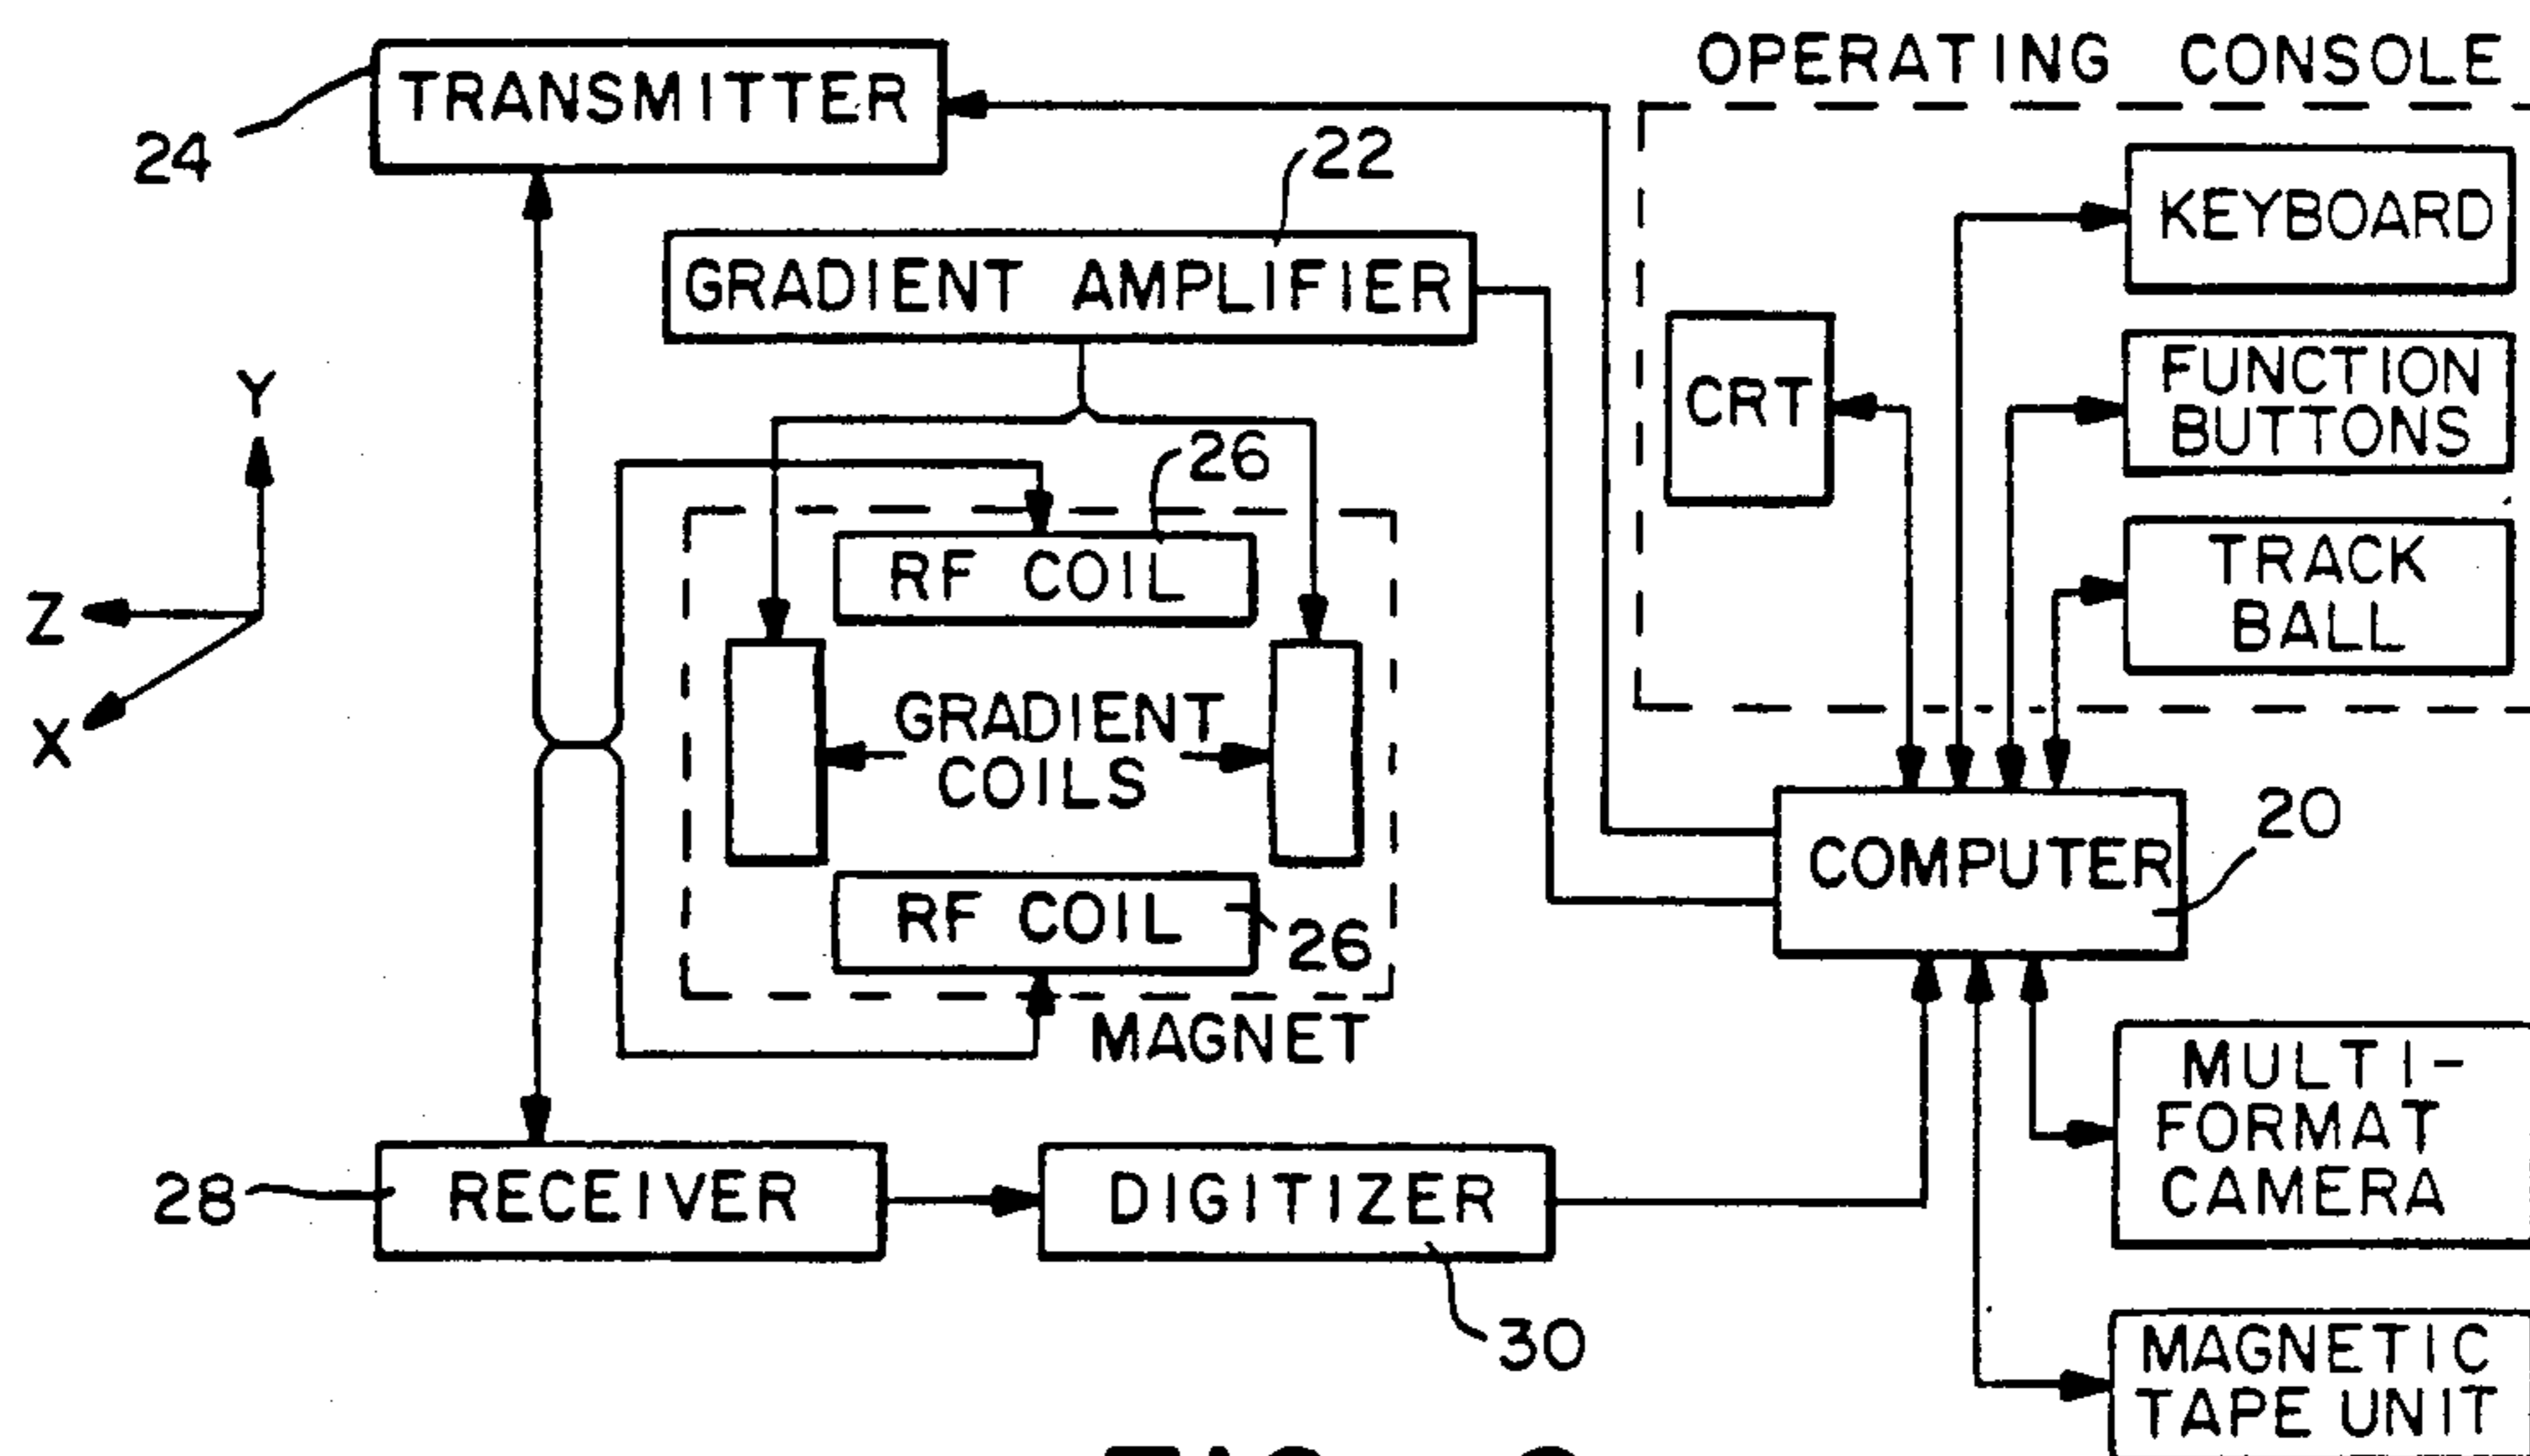 OPERATING CONSOLE
TRANSMITTER
24
22
KEYBOARD
GRADIENT AMPLIFIER
CRT
FUNCTION
BUTTONS
Y
26
RF COIL
TRACK
BALL
Z
X
GRADIENT
COILS
COMPUTER
20
RF COIL
26
MAGNET
MULTI-
FORMAT
CAMERA
28
RECEIVER
DIGITIZER
30
MAGNETIC
TAPE UNIT